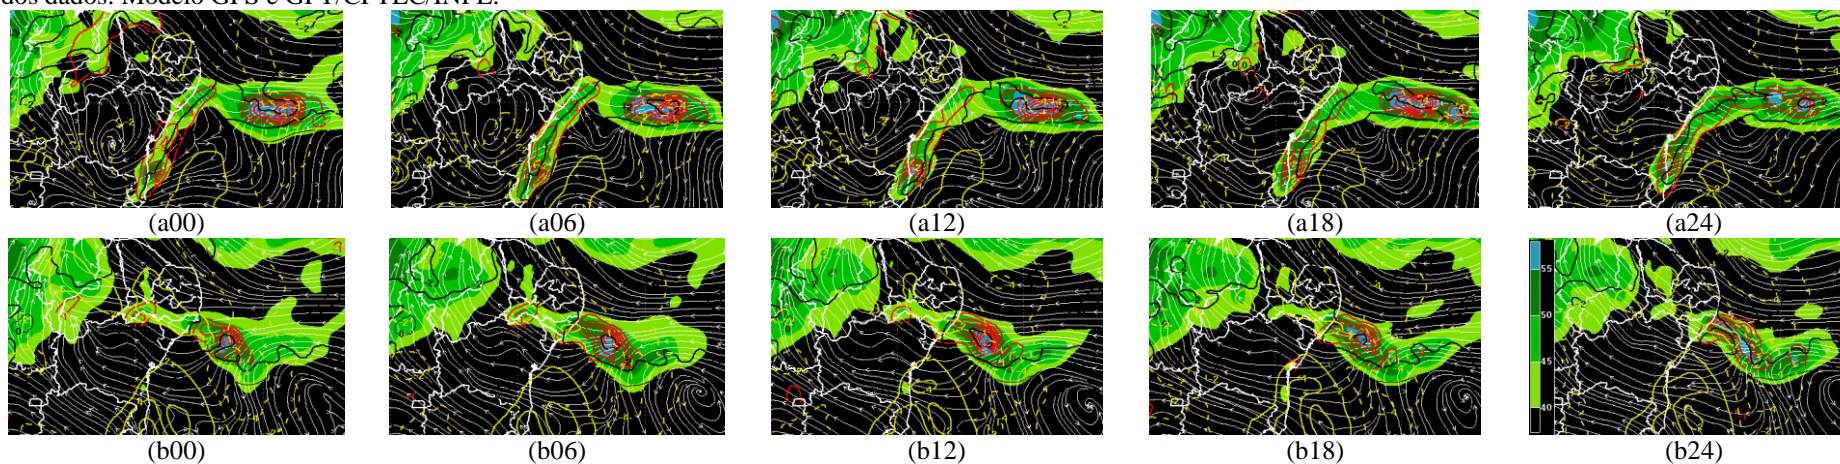 dos dados: Modelo GFS e GPT/CPTEC/INPE.
(a00) (a06) (a12) (a18) (a24)
55
50
45
40
(b00) (b06) (b12) (b18) (b24)